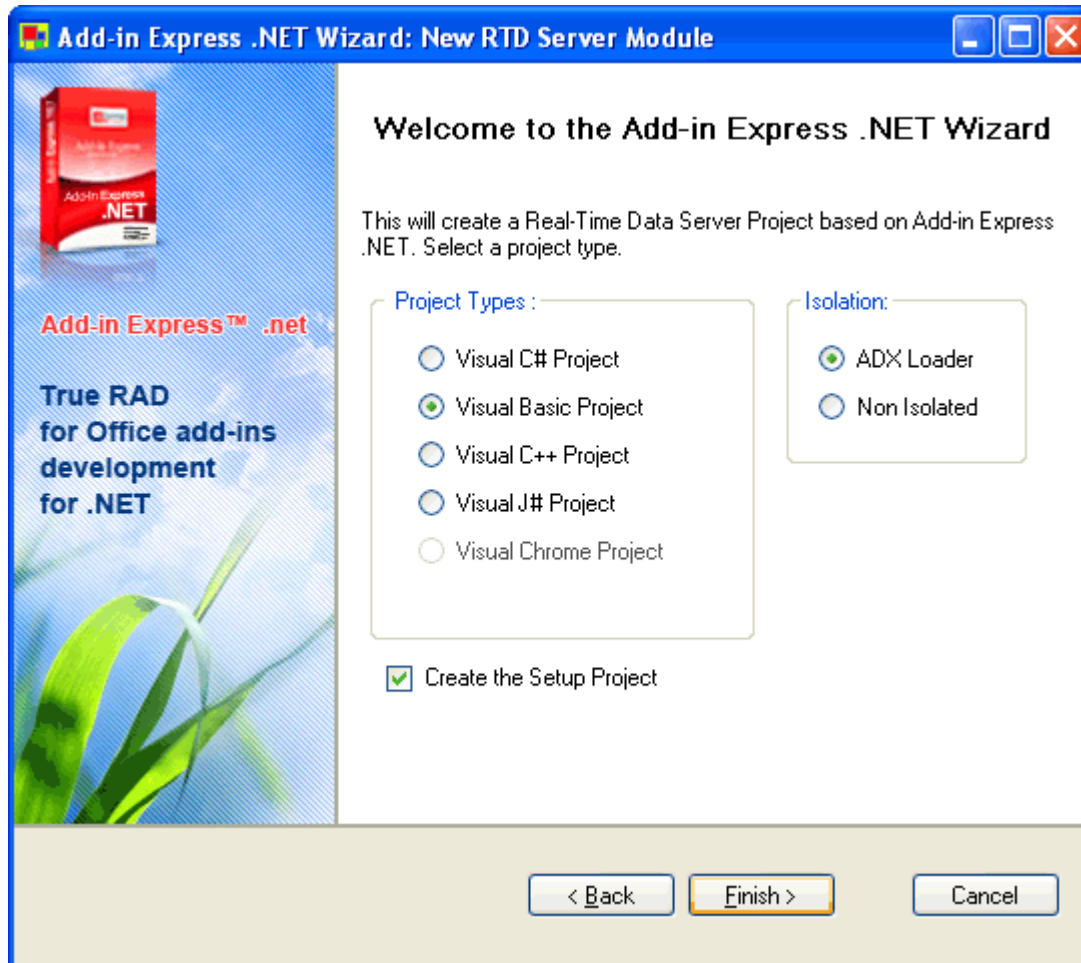 Add-in Express .NET Wizard: New RTD Server Module
Add-in Express
.NET
Add-in Express™ .net
True RAD
for Office add-ins
development
for .NET
Welcome to the Add-in Express .NET Wizard
This will create a Real-Time Data Server Project based on Add-in Express
.NET. Select a project type.
Project Types :
Visual C# Project
Visual Basic Project
Visual C++ Project
Visual J# Project
Visual Chrome Project
Isolation:
ADX Loader
Non Isolated
Create the Setup Project
< Back
Finish >
Cancel